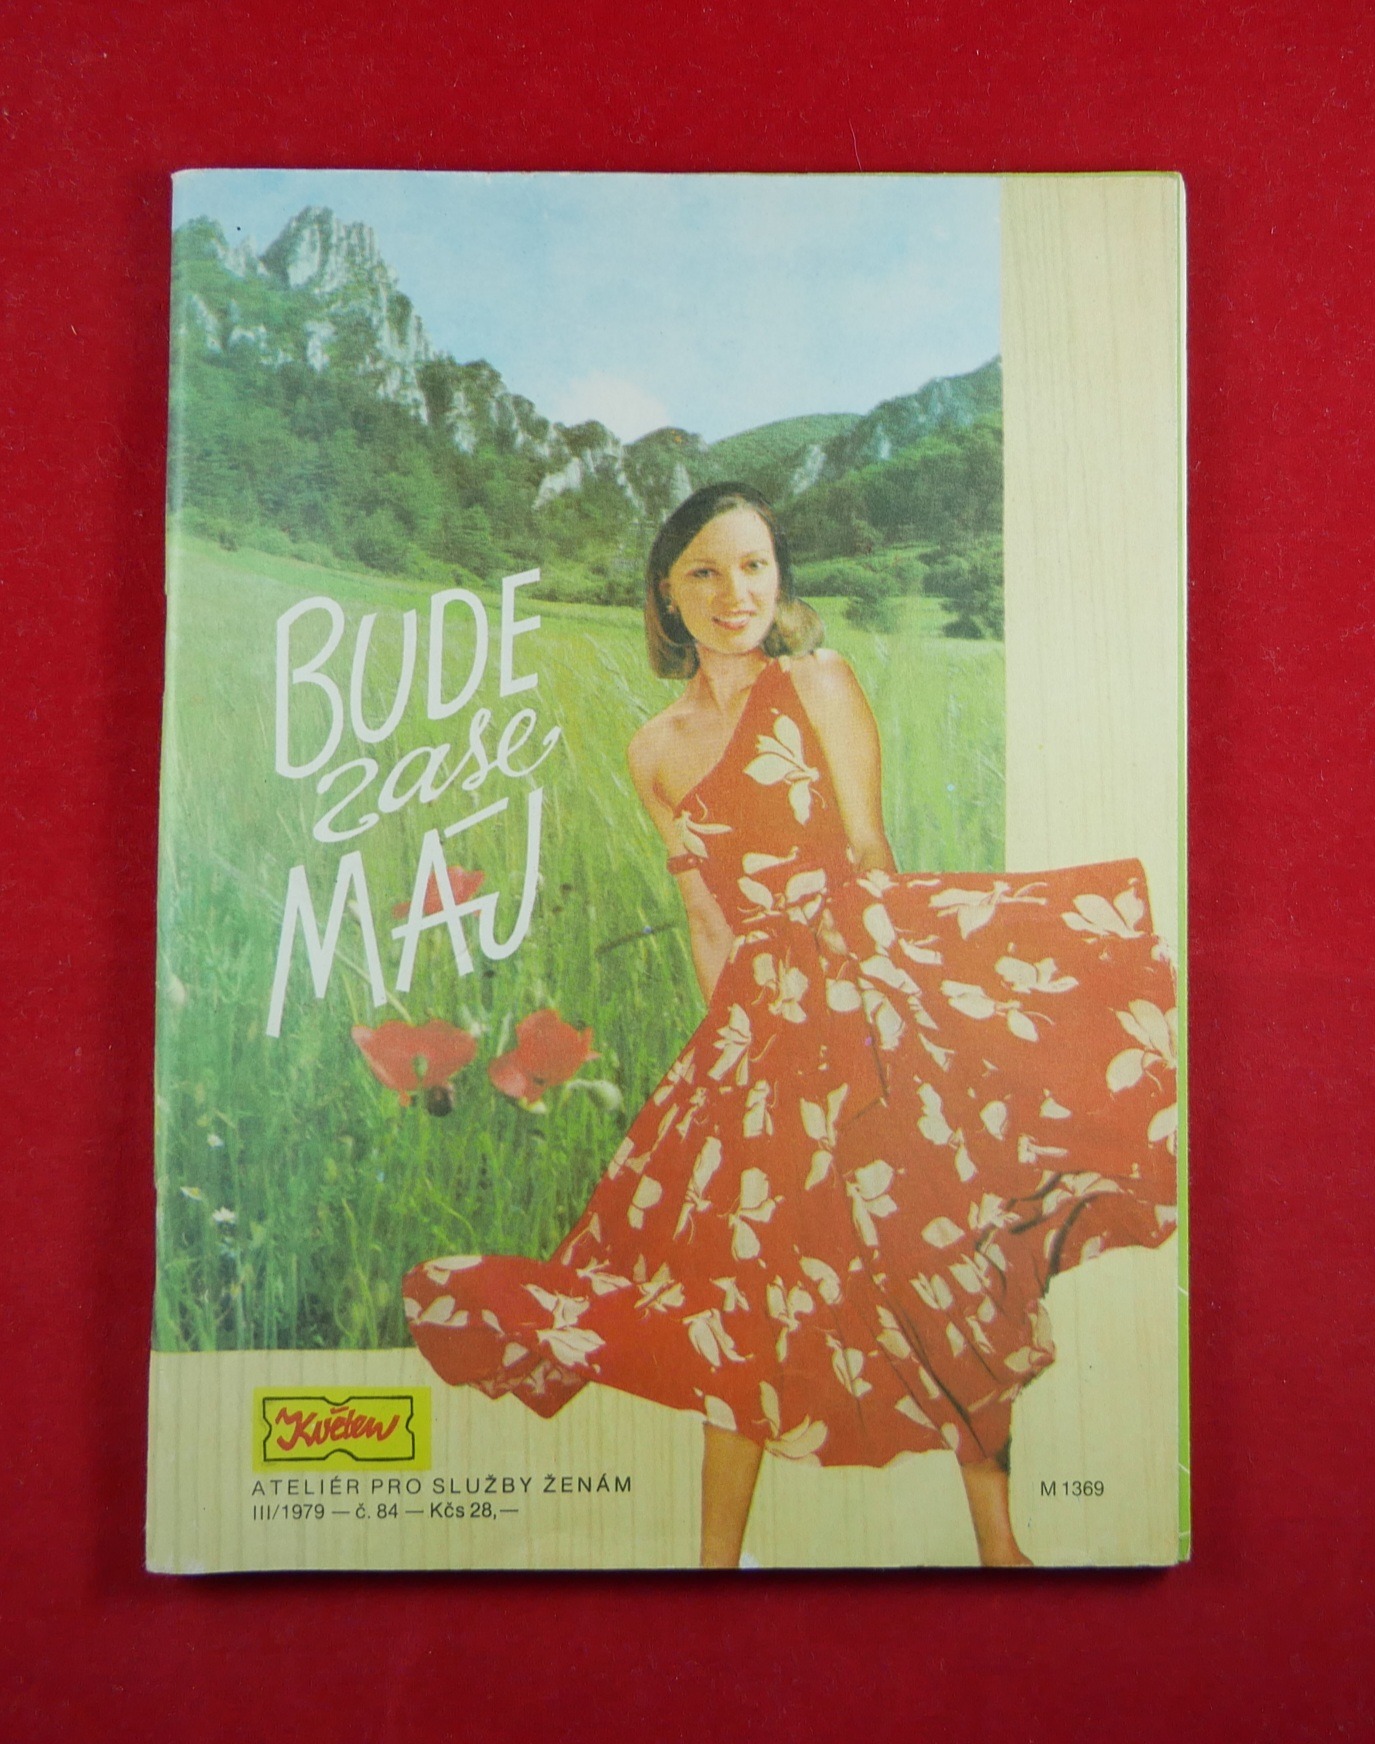 BUDE
zase
MÁJ
Květen
ATELIÉR PRO SLUŽBY ŽENÁM
III/1979 — č. 84 — Kčs 28,—
M 1369